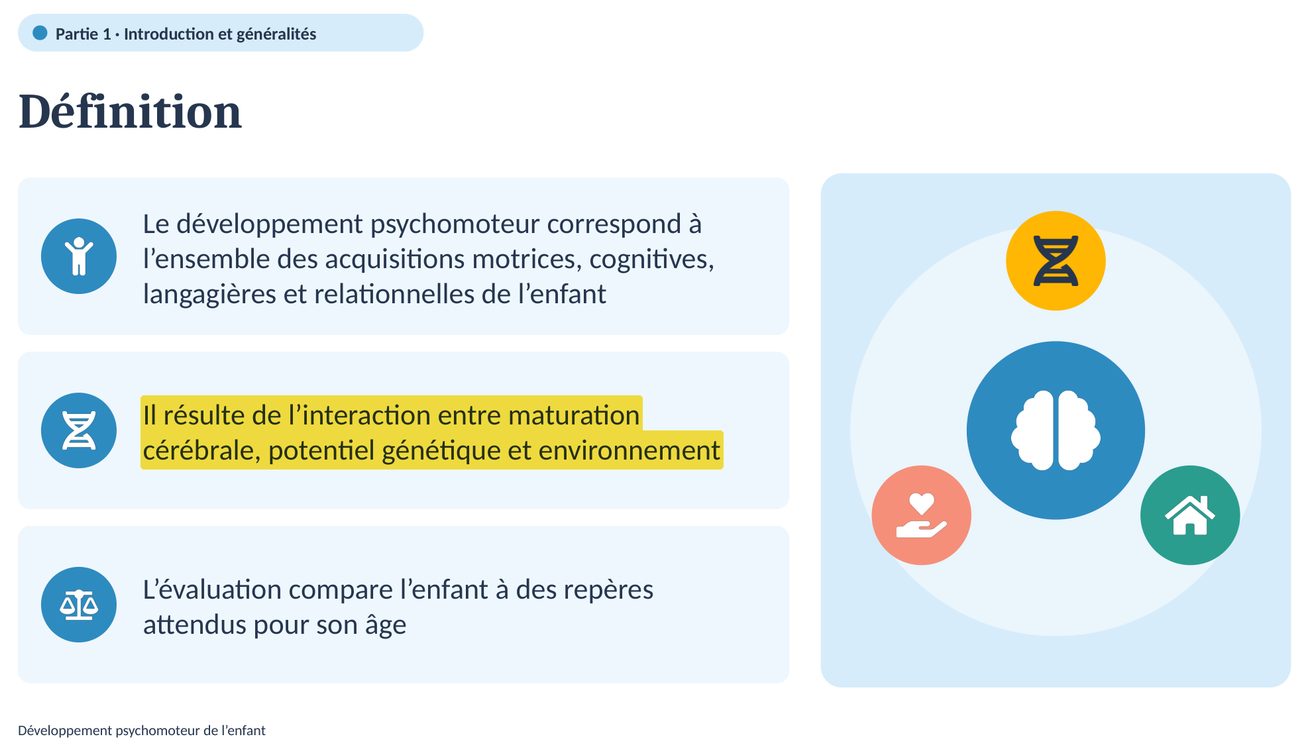 Partie 1 · Introduction et généralités
Définition
Le développement psychomoteur correspond à
l’ensemble des acquisitions motrices, cognitives,
langagières et relationnelles de l’enfant
Il résulte de l’interaction entre maturation
cérébrale, potentiel génétique et environnement
L’évaluation compare l’enfant à des repères
attendus pour son âge
Développement psychomoteur de l’enfant